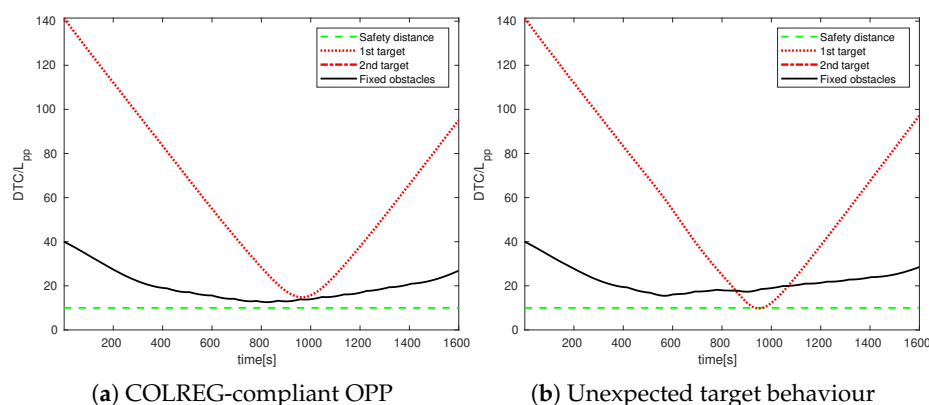 140
120
100
80
60
40
20
0
DTC/Lpp
Safety distance
1st target
2nd target
Fixed obstacles
200 400 600 800 1000 1200 1400 1600
time[s]
(a) COLREG-compliant OPP
140
120
100
80
60
40
20
0
DTC/Lpp
Safety distance
1st target
2nd target
Fixed obstacles
200 400 600 800 1000 1200 1400 1600
time[s]
(b) Unexpected target behaviour